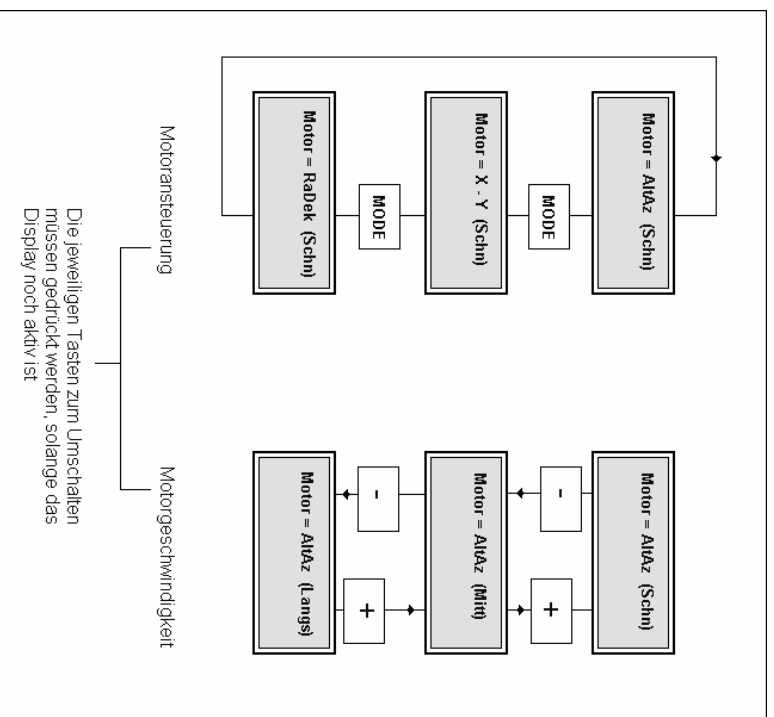 Motor = AltAz (Schn)
MODE
Motor = X - Y (Schn)
MODE
Motor = RaDek (Schn)
Motoransteuerung
Motor = AltAz (Schn)
-
+
Motor = AltAz (Mitt)
-
+
Motor = AltAz (Langs)
Motorgeschwindigkeit
Die jeweiligen Tasten zum Umschalten
müssen gedrückt werden, solange das
Display noch aktiv ist